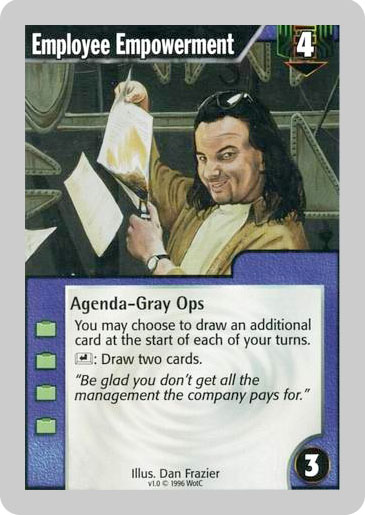 Employee Empowerment
4
Agenda-Gray Ops
You may choose to draw an additional
card at the start of each of your turns.
: Draw two cards.
“Be glad you don’t get all the
management the company pays for.”
Illus. Dan Frazier
v1.0 © 1996 WotC
3